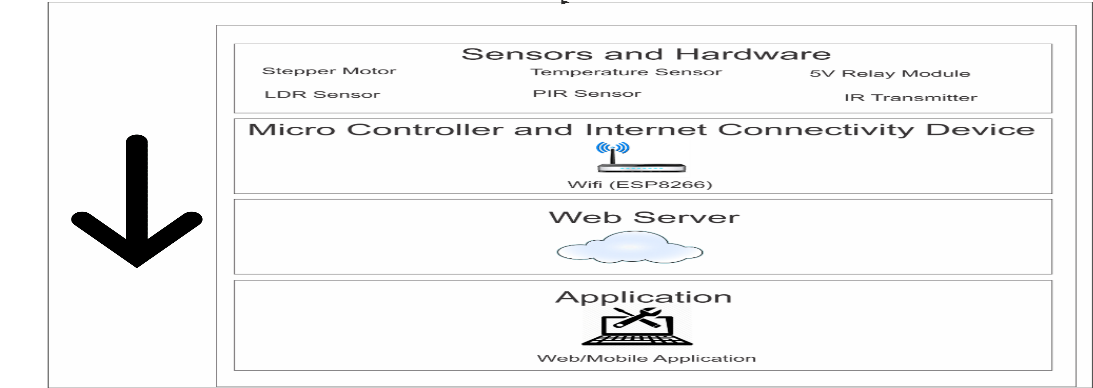 Sensors and Hardware
Stepper Motor Temperature Sensor 5V Relay Module
LDR Sensor PIR Sensor IR Transmitter
Micro Controller and Internet Connectivity Device
Wifi (ESP8266)
Web Server
Application
Web/Mobile Application